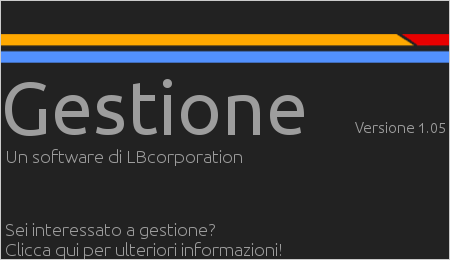 Gestione
Versione 1.05
Un software di LBcorporation
Sei interessato a gestione?
Clicca qui per ulteriori informazioni!